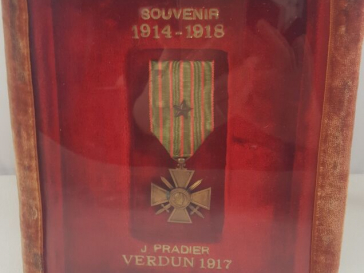 SOUVENIR
1914-1918
J PRADIER
VERDUN 1917